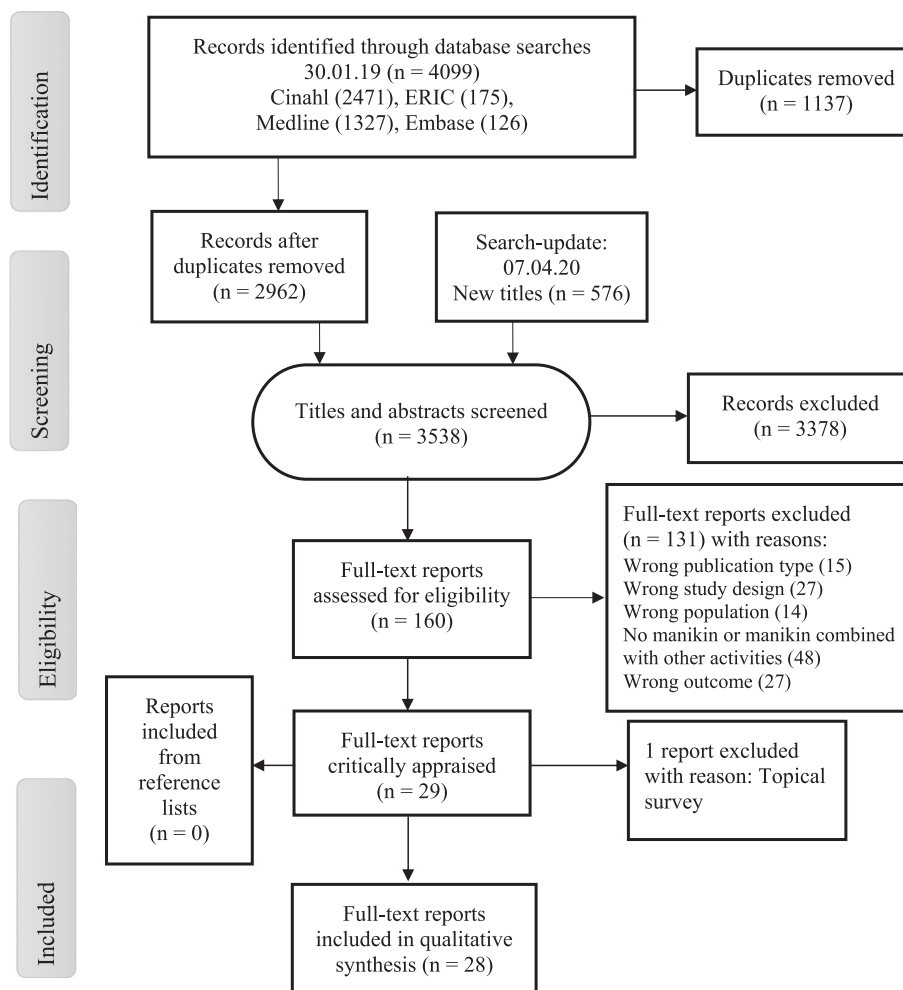 Identification
Records identified through database searches
30.01.19 (n = 4099)
Cinahl (2471), ERIC (175),
Medline (1327), Embase (126)
Duplicates removed
(n = 1137)
Screening
Records after
duplicates removed
(n = 2962)
Search-update:
07.04.20
New titles (n = 576)
Titles and abstracts screened
(n = 3538)
Records excluded
(n = 3378)
Eligibility
Full-text reports
assessed for eligibility
(n = 160)
Full-text reports excluded
(n = 131) with reasons:
Wrong publication type (15)
Wrong study design (27)
Wrong population (14)
No manikin or manikin combined
with other activities (48)
Wrong outcome (27)
Reports
included
from
reference
lists
(n = 0)
Full-text reports
critically appraised
(n = 29)
1 report excluded
with reason: Topical
survey
Included
Full-text reports
included in qualitative
synthesis (n = 28)